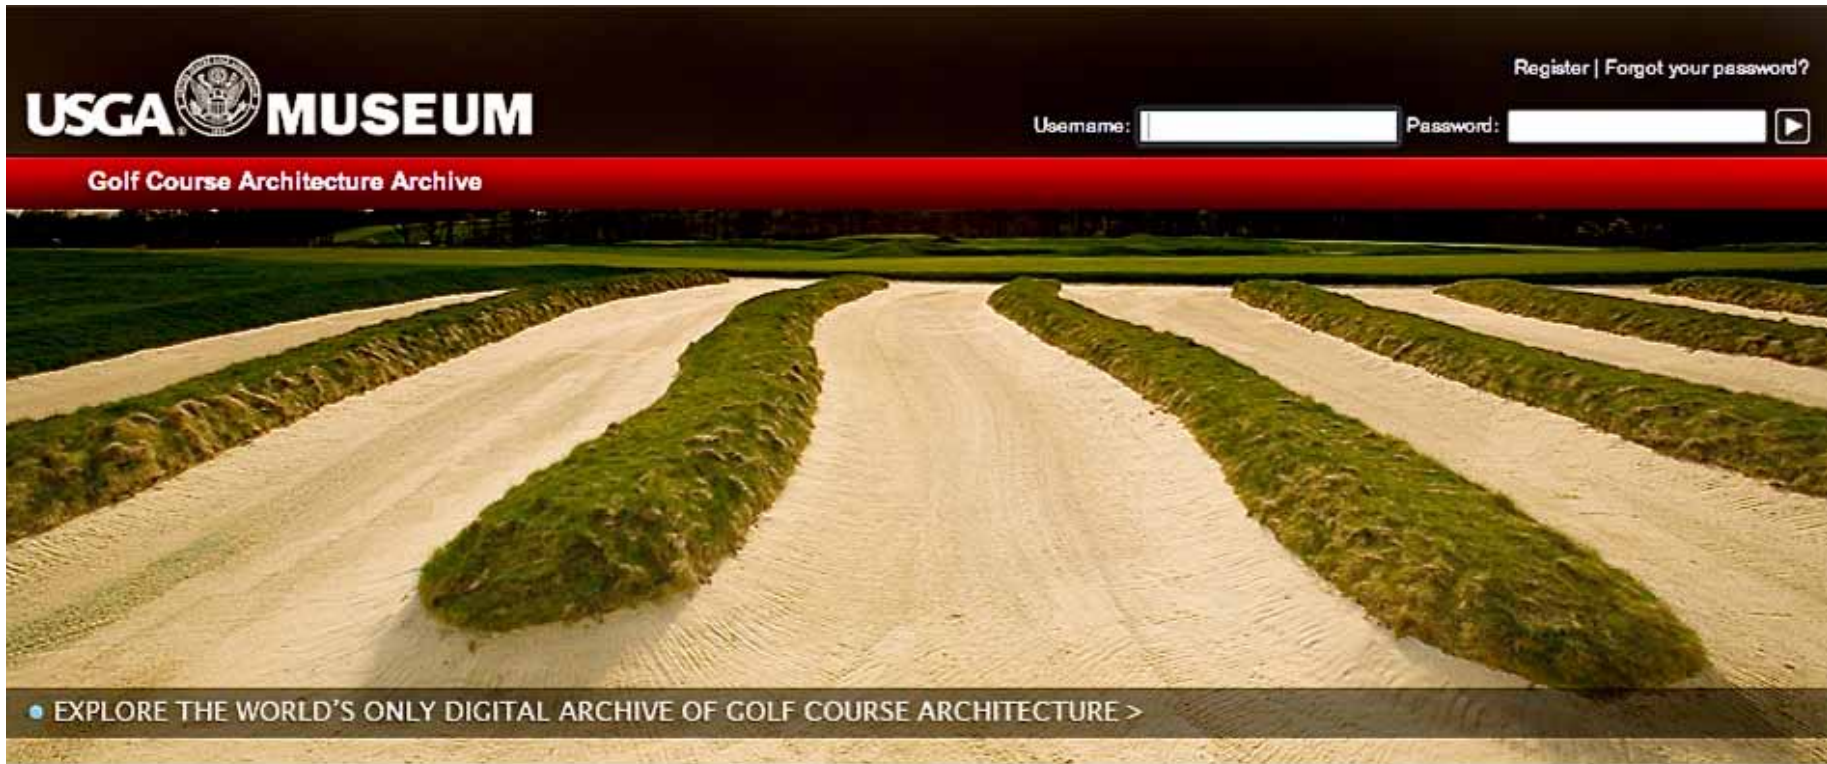 Register | Forgot your password?
USGA MUSEUM
Username: Password:
Golf Course Architecture Archive
EXPLORE THE WORLD'S ONLY DIGITAL ARCHIVE OF GOLF COURSE ARCHITECTURE >